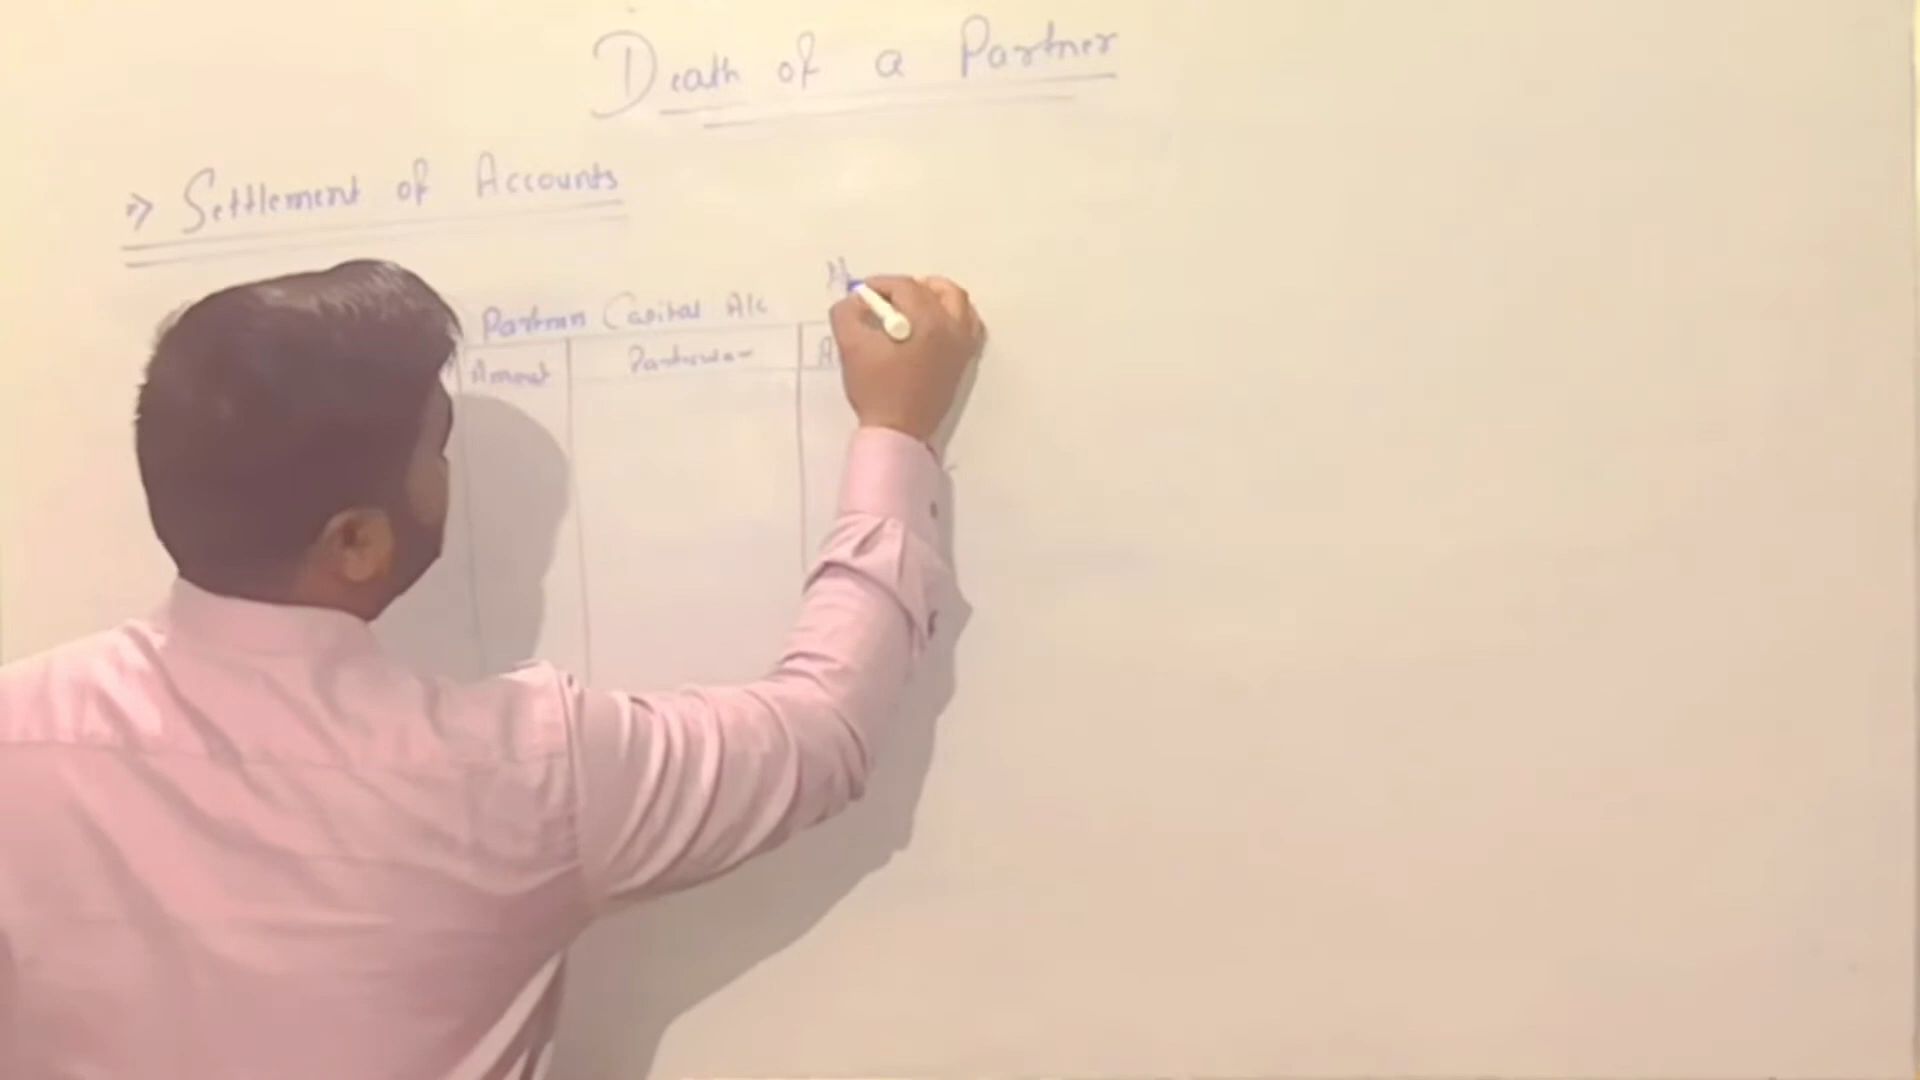 Death of a Partner
=> Settlement of Accounts
Partner Capital A/c
Amount Particular